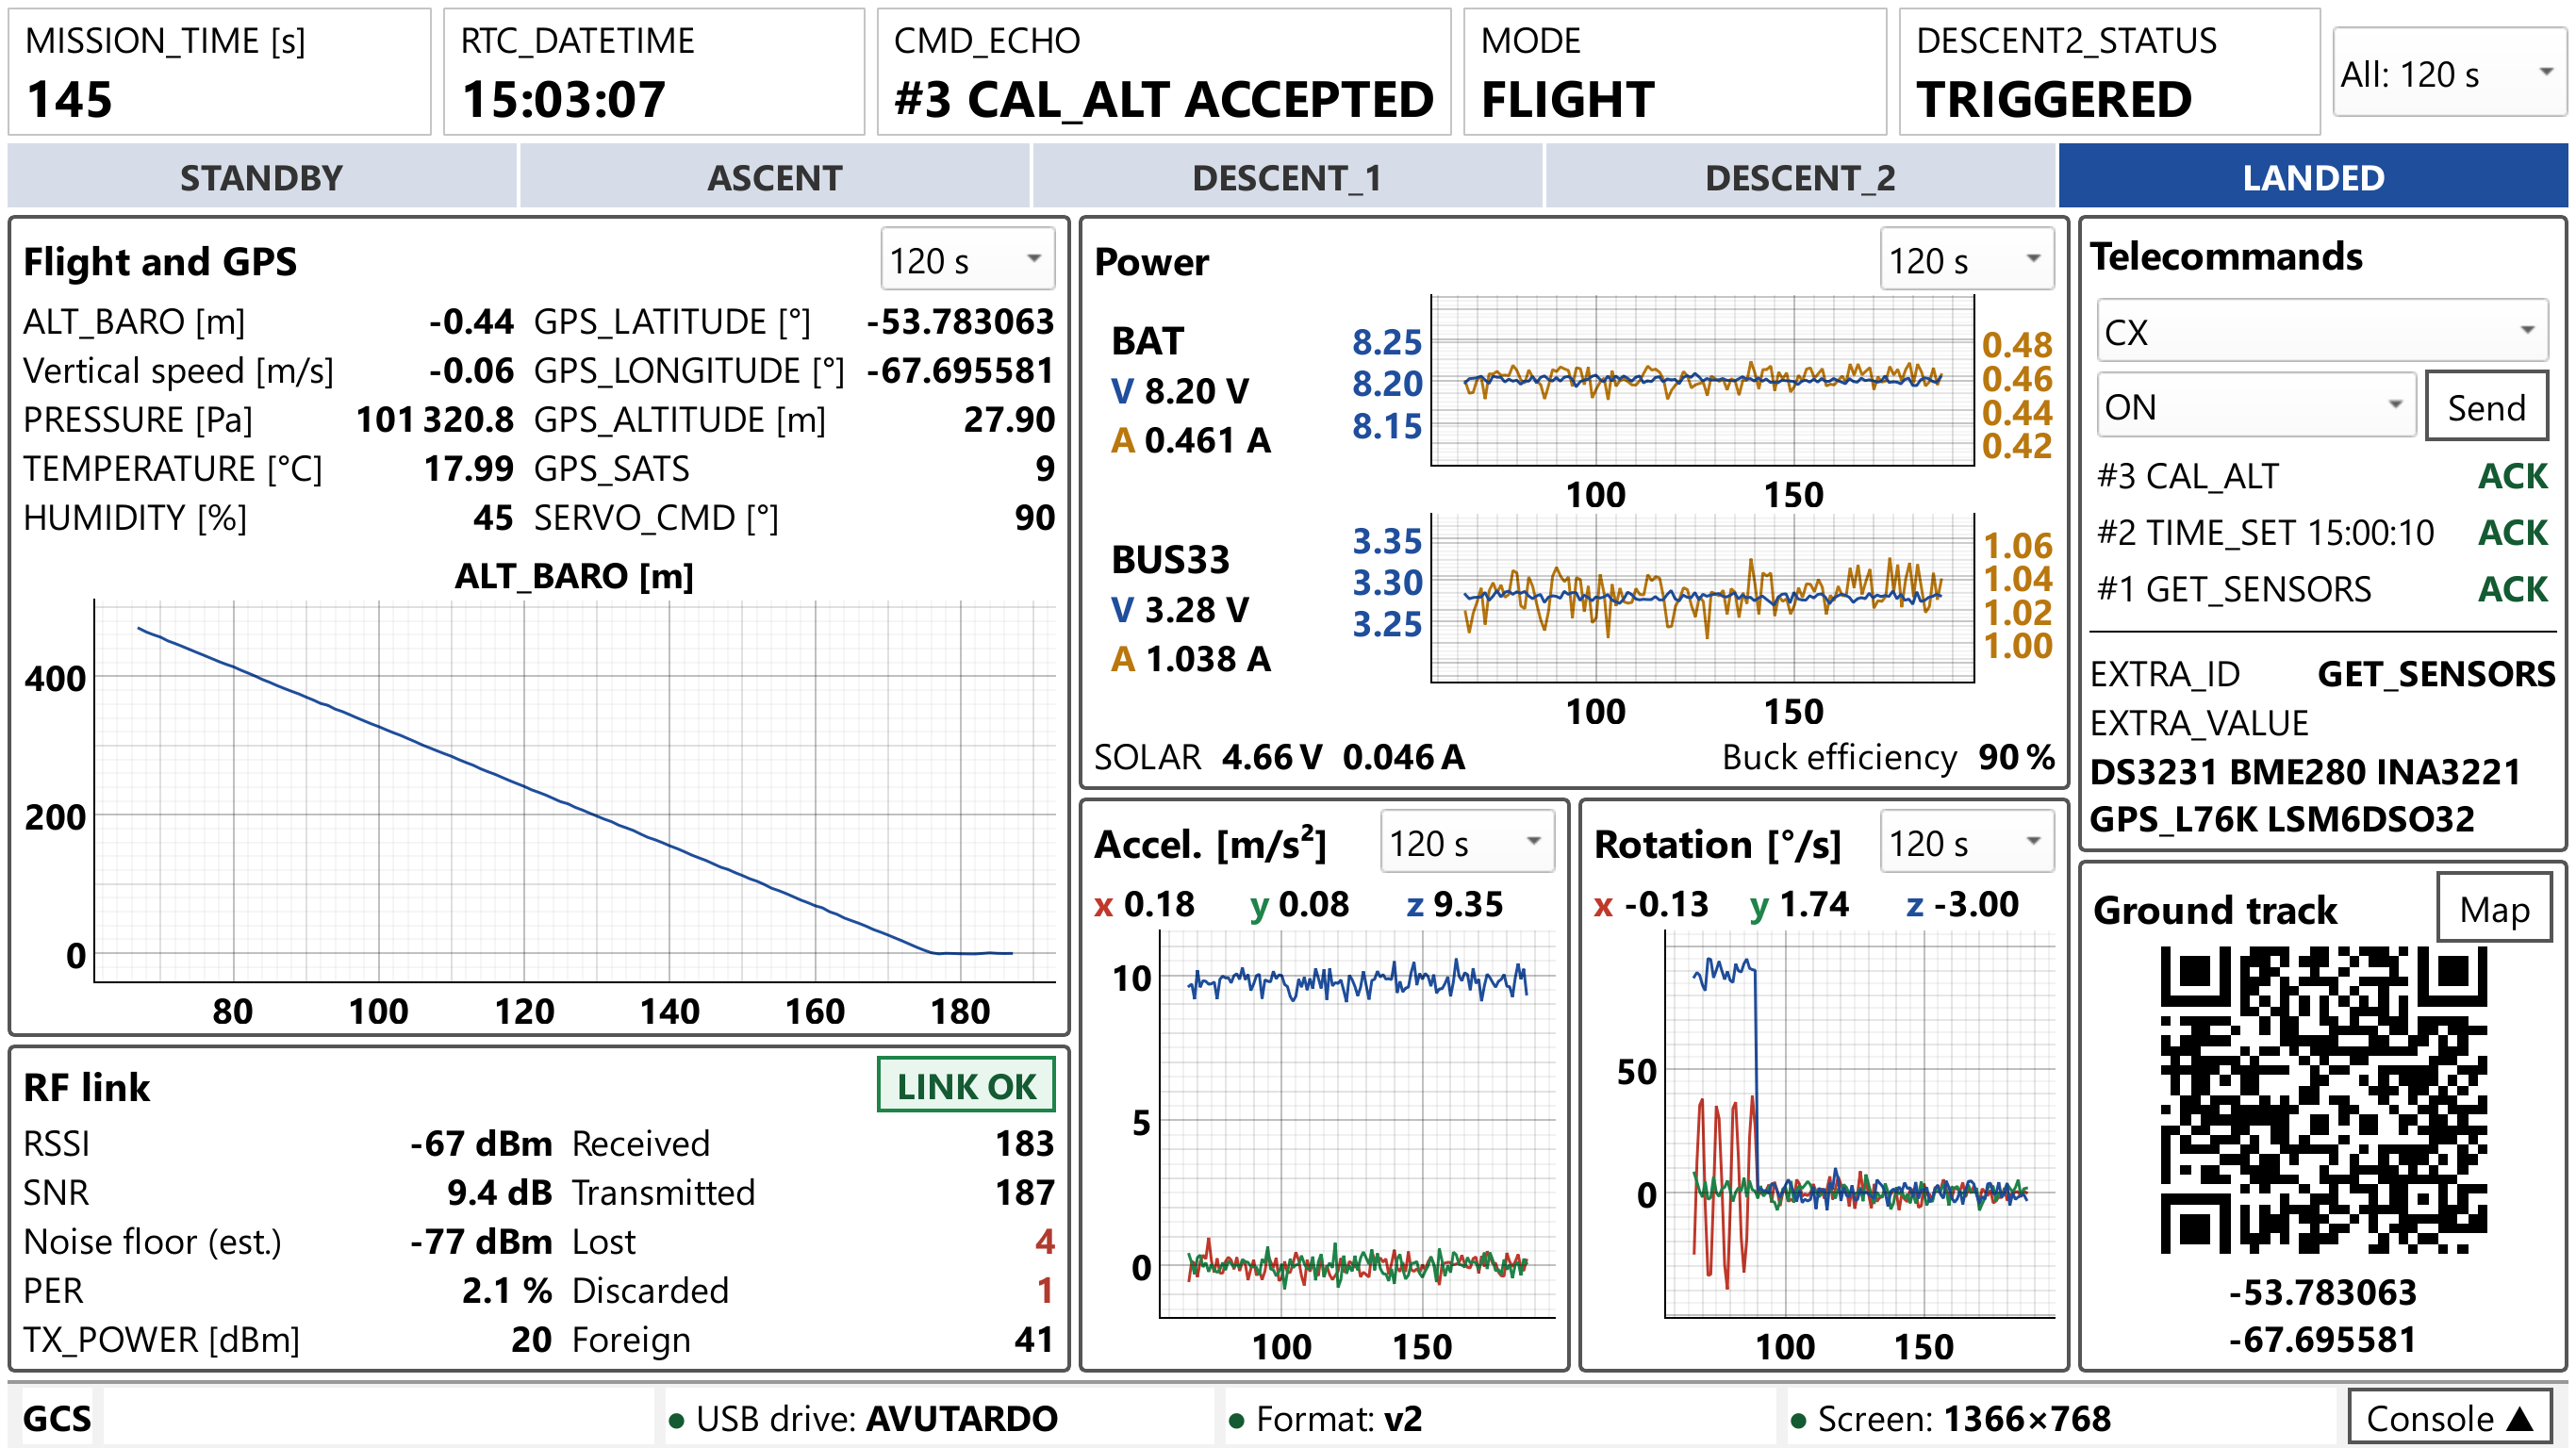 MISSION_TIME [s]
145
RTC_DATETIME
15:03:07
CMD_ECHO
#3 CAL_ALT ACCEPTED
MODE
FLIGHT
DESCENT2_STATUS
TRIGGERED
All: 120 s
STANDBY
ASCENT
DESCENT_1
DESCENT_2
LANDED
Flight and GPS
120 s
ALT_BARO [m] -0.44 GPS_LATITUDE [°] -53.783063
Vertical speed [m/s] -0.06 GPS_LONGITUDE [°] -67.695581
PRESSURE [Pa] 101 320.8 GPS_ALTITUDE [m] 27.90
TEMPERATURE [°C] 17.99 GPS_SATS 9
HUMIDITY [%] 45 SERVO_CMD [°] 90
ALT_BARO [m]
400
200
0
80 100 120 140 160 180
RF link
LINK OK
RSSI -67 dBm Received 183
SNR 9.4 dB Transmitted 187
Noise floor (est.) -77 dBm Lost 4
PER 2.1 % Discarded 1
TX_POWER [dBm] 20 Foreign 41
Power
120 s
BAT
V 8.20 V
A 0.461 A
8.25
8.20
8.15
0.48
0.46
0.44
0.42
100 150
BUS33
V 3.28 V
A 1.038 A
3.35
3.30
3.25
1.06
1.04
1.02
1.00
100 150
SOLAR 4.66 V 0.046 A Buck efficiency 90 %
Accel. [m/s²]
120 s
x 0.18 y 0.08 z 9.35
10
5
0
100 150
Rotation [°/s]
120 s
x -0.13 y 1.74 z -3.00
50
0
100 150
Telecommands
CX
ON
Send
#3 CAL_ALT ACK
#2 TIME_SET 15:00:10 ACK
#1 GET_SENSORS ACK
EXTRA_ID GET_SENSORS
EXTRA_VALUE
DS3231 BME280 INA3221
GPS_L76K LSM6DSO32
Ground track
Map
-53.783063
-67.695581
GCS
● USB drive: AVUTARDO
● Format: v2
● Screen: 1366×768
Console ▲